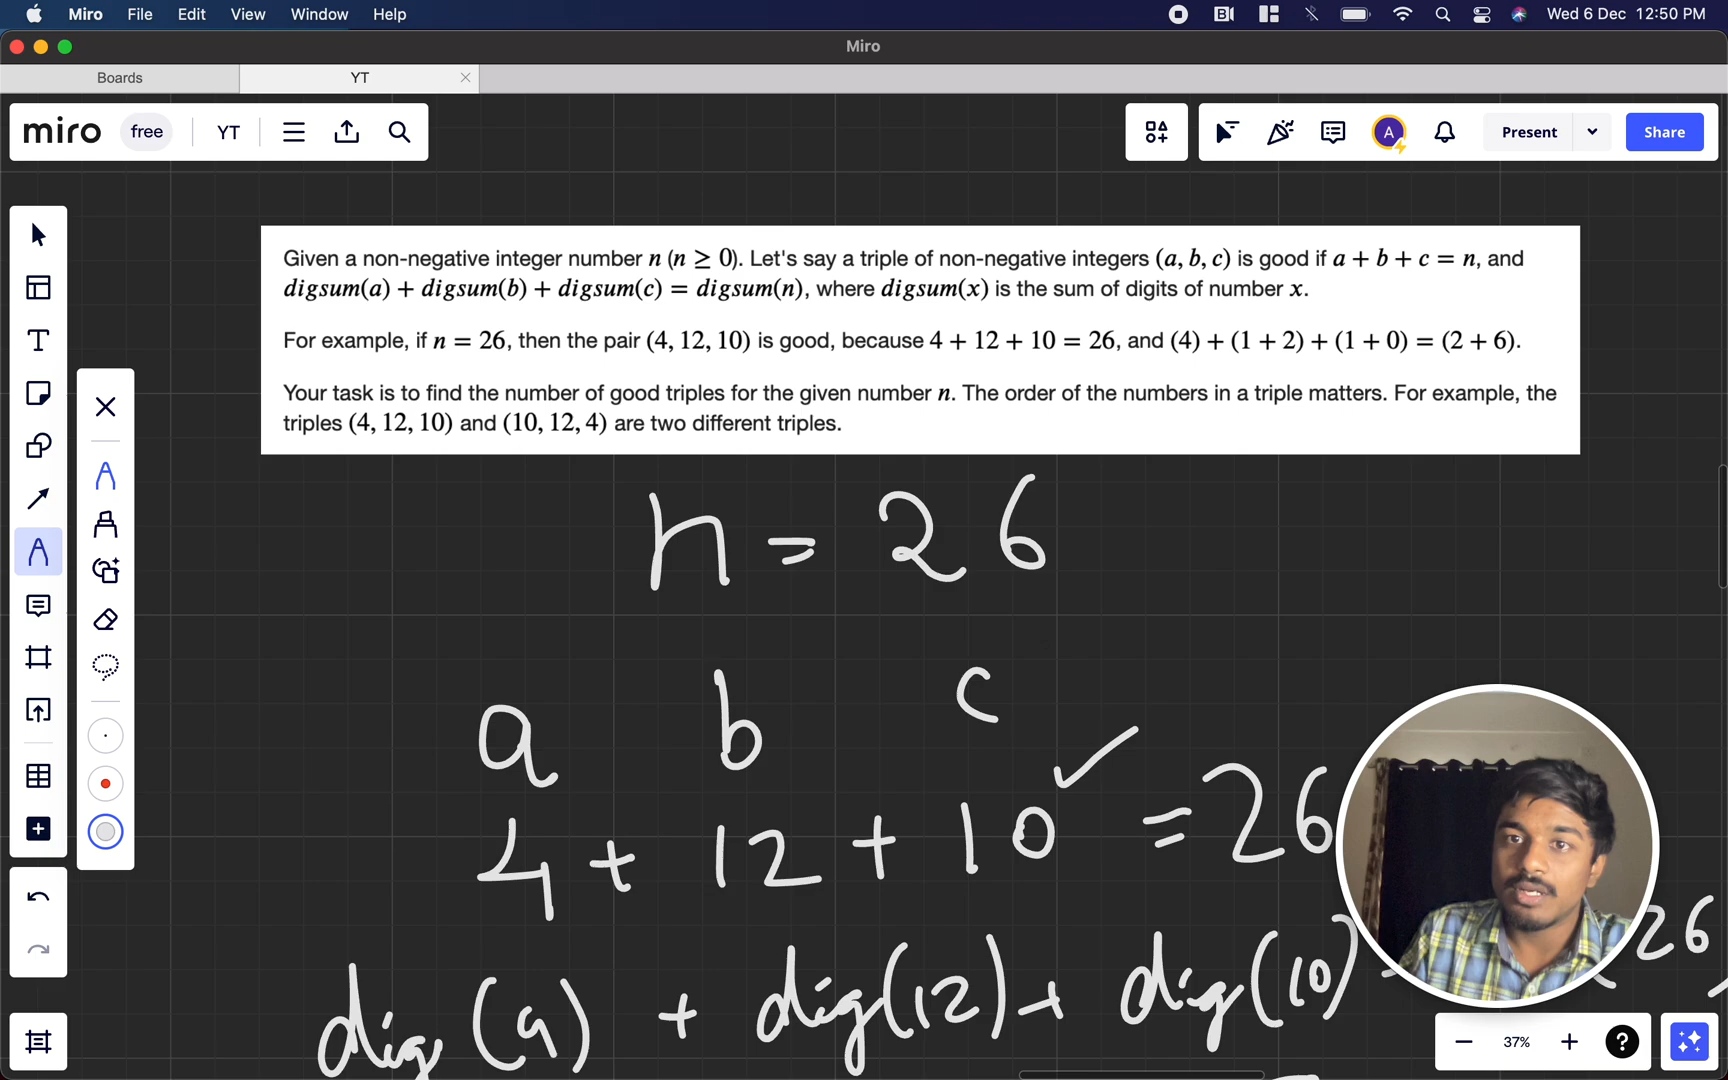 Miro File Edit View Window Help Wed 6 Dec 12:50 PM
Miro
Boards YT
miro free YT Present Share
A
Given a non-negative integer number n (n ≥ 0). Let's say a triple of non-negative integers (a, b, c) is good if a + b + c = n, and
digsum(a) + digsum(b) + digsum(c) = digsum(n), where digsum(x) is the sum of digits of number x.
For example, if n = 26, then the pair (4, 12, 10) is good, because 4 + 12 + 10 = 26, and (4) + (1 + 2) + (1 + 0) = (2 + 6).
Your task is to find the number of good triples for the given number n. The order of the numbers in a triple matters. For example, the
triples (4, 12, 10) and (10, 12, 4) are two different triples.
n = 26
a b c
4 + 12 + 10 = 26
dig(9) + dig(12) + dig(10) 26
37%